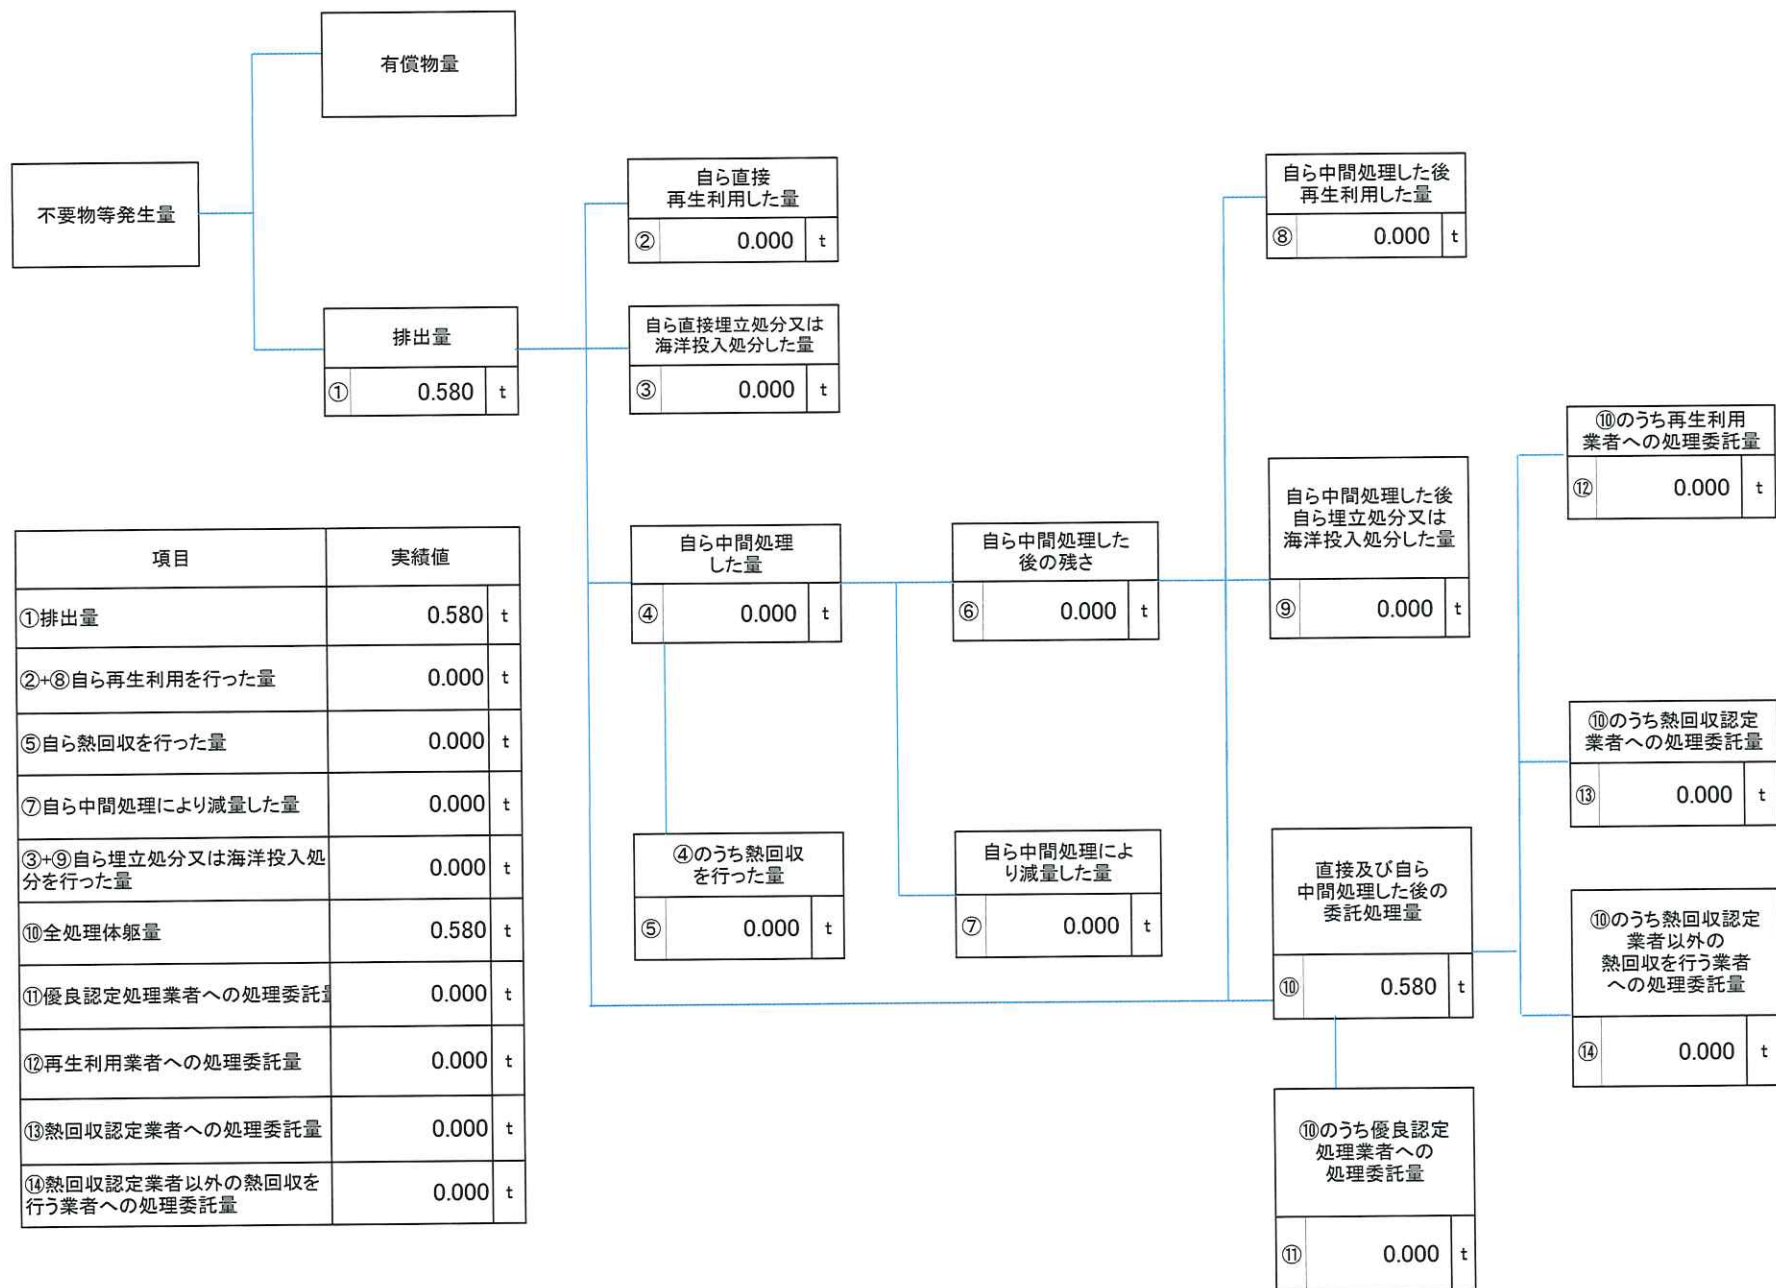 有償物量
不要物等発生量
排出量
① 0.580 t
自ら直接
再生利用した量
② 0.000 t
自ら直接埋立処分又は
海洋投入処分した量
③ 0.000 t
自ら中間処理
した量
④ 0.000 t
④のうち熱回収
を行った量
⑤ 0.000 t
自ら中間処理した
後の残さ
⑥ 0.000 t
自ら中間処理によ
り減量した量
⑦ 0.000 t
自ら中間処理した後
再生利用した量
⑧ 0.000 t
自ら中間処理した後
自ら埋立処分又は
海洋投入処分した量
⑨ 0.000 t
直接及び自ら
中間処理した後の
委託処理量
⑩ 0.580 t
⑩のうち優良認定
処理業者への
処理委託量
⑪ 0.000 t
⑩のうち再生利用
業者への処理委託量
⑫ 0.000 t
⑩のうち熱回収認定
業者への処理委託量
⑬ 0.000 t
⑩のうち熱回収認定
業者以外の
熱回収を行う業者
への処理委託量
⑭ 0.000 t
項目 実績値
①排出量 0.580 t
②+⑧自ら再生利用を行った量 0.000 t
⑤自ら熱回収を行った量 0.000 t
⑦自ら中間処理により減量した量 0.000 t
③+⑨自ら埋立処分又は海洋投入処
分を行った量 0.000 t
⑩全処理体躯量 0.580 t
⑪優良認定処理業者への処理委託量 0.000 t
⑫再生利用業者への処理委託量 0.000 t
⑬熱回収認定業者への処理委託量 0.000 t
⑭熱回収認定業者以外の熱回収を
行う業者への処理委託量 0.000 t